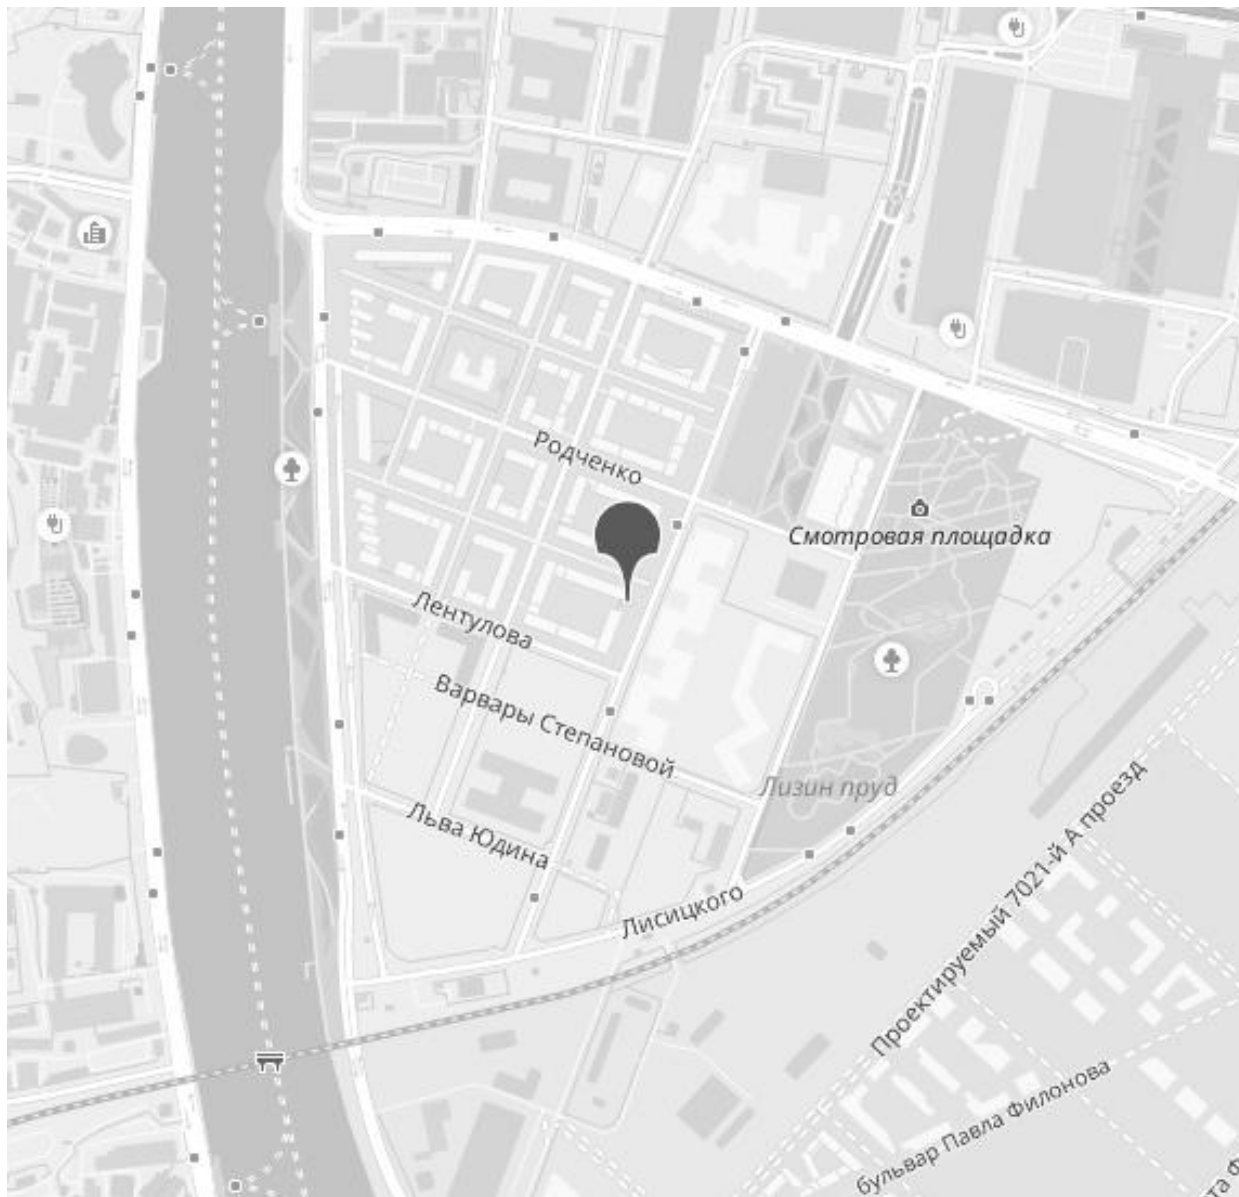 Родченко
Смотровая площадка
Лентулова
Варвары Степановой
Лизин пруд
Льва Юдина
Лисицкого
Проектируемый 7021-й А проезд
бульвар Павла Филонова